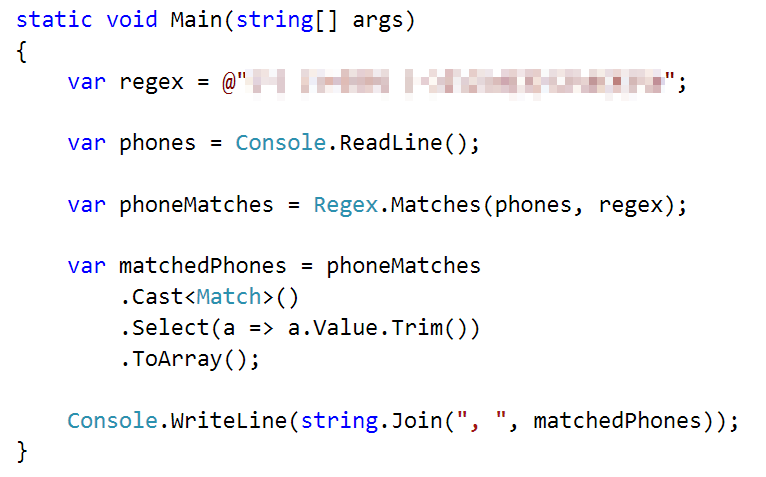 static void Main(string[] args)
{
var regex = @"";
var phones = Console.ReadLine();
var phoneMatches = Regex.Matches(phones, regex);
var matchedPhones = phoneMatches
.Cast<Match>()
.Select(a => a.Value.Trim())
.ToArray();
Console.WriteLine(string.Join(", ", matchedPhones));
}